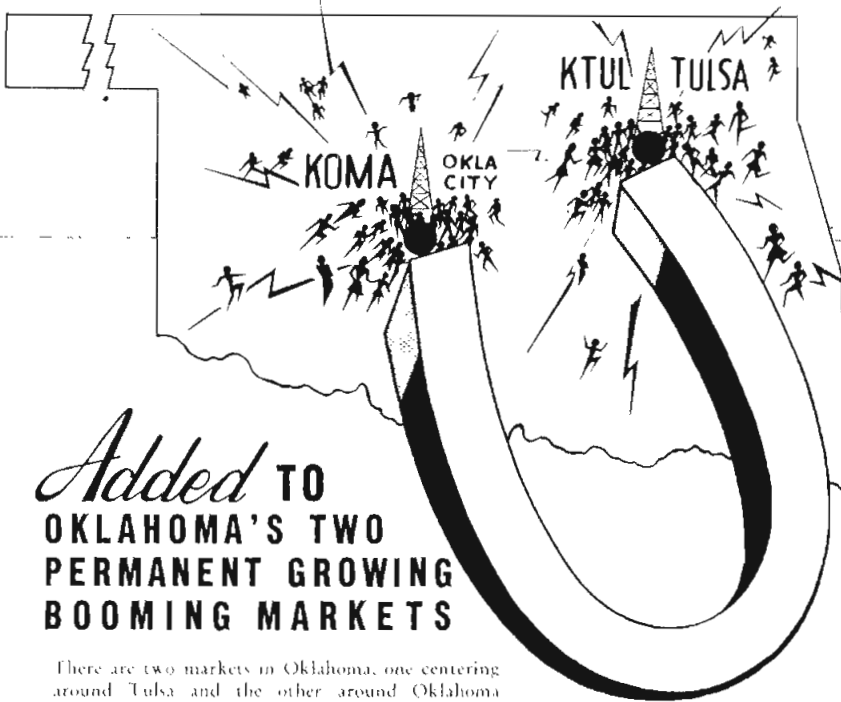 KTUL TULSA
KOMA OKLA
CITY
Added TO
OKLAHOMA'S TWO
PERMANENT GROWING
BOOMING MARKETS
There are two markets in Oklahoma, one centering
around Tulsa and the other around Oklahoma